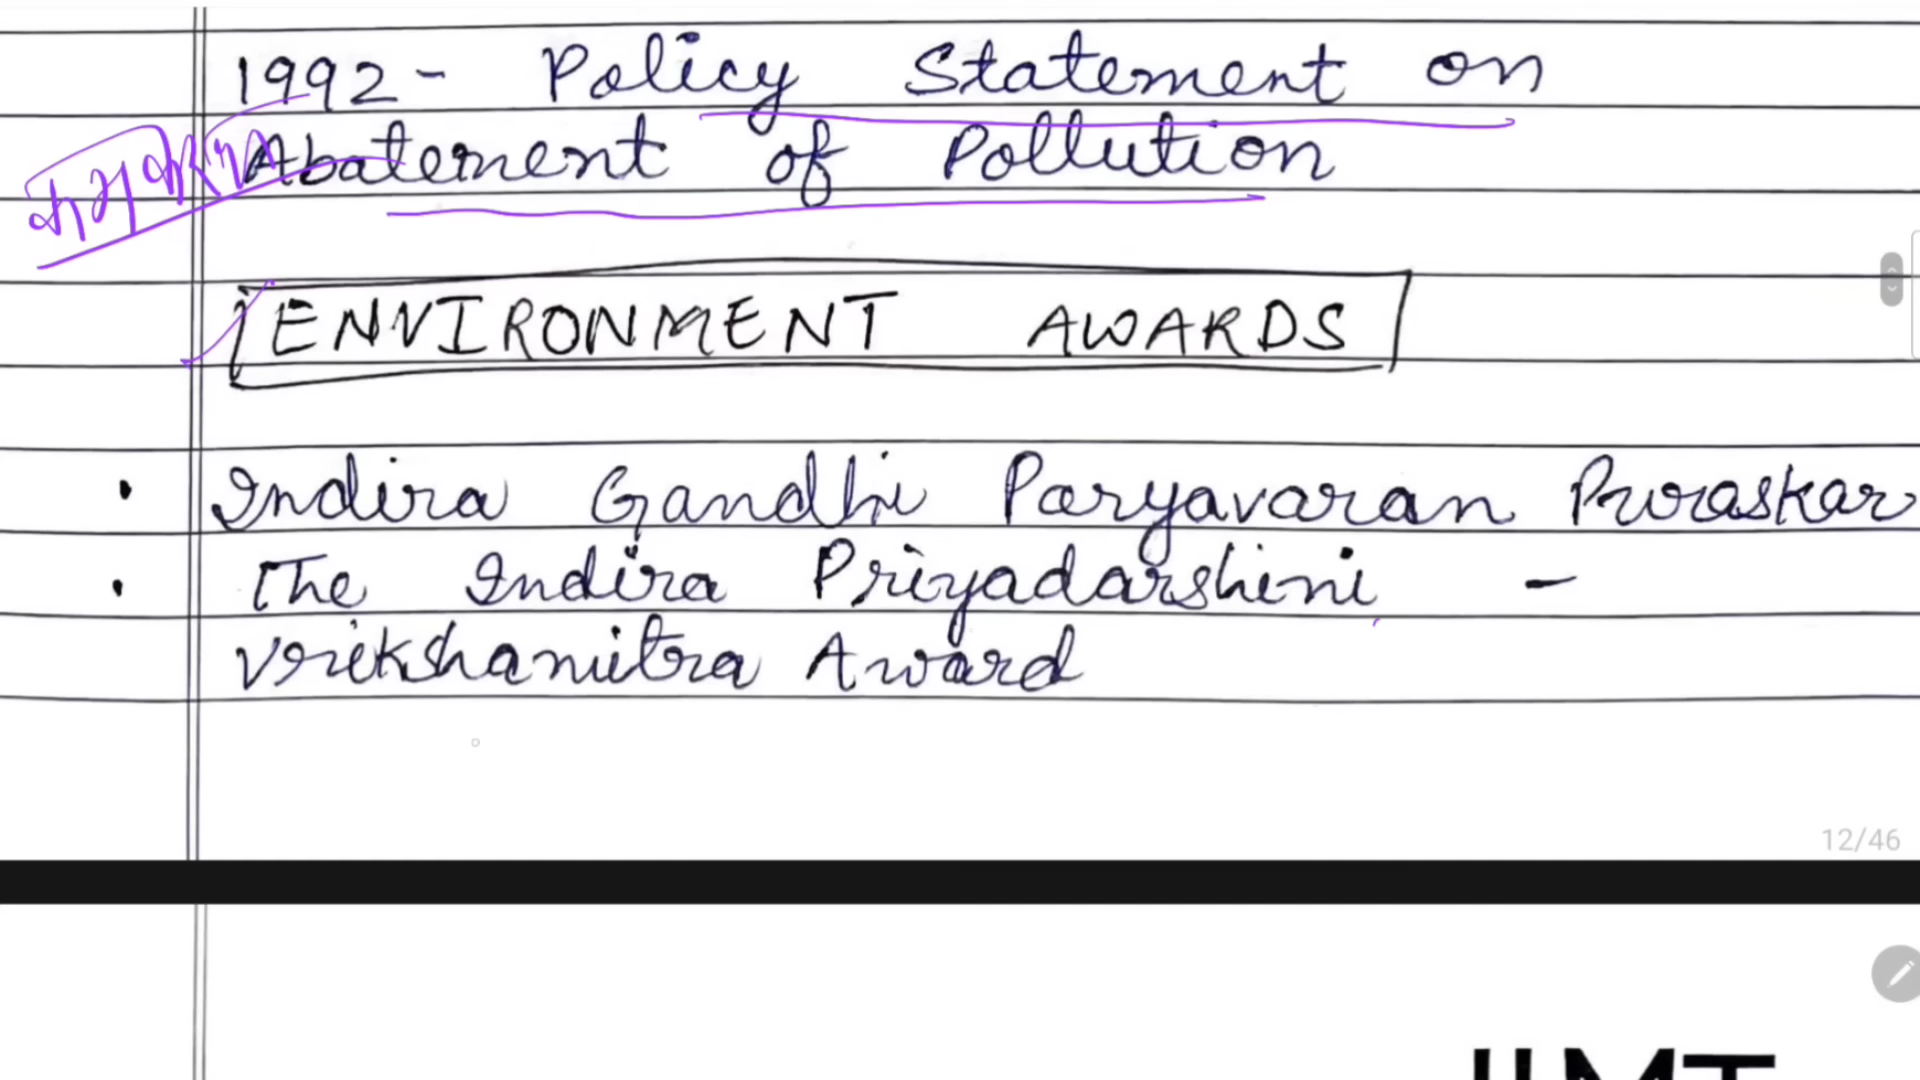 1992 - Policy Statement on
Abatement of Pollution
ENVIRONMENT AWARDS
• Indira Gandhi Paryavaran Puraskar
• The Indira Priyadarshini -
Vrikshamitra Award
12/46